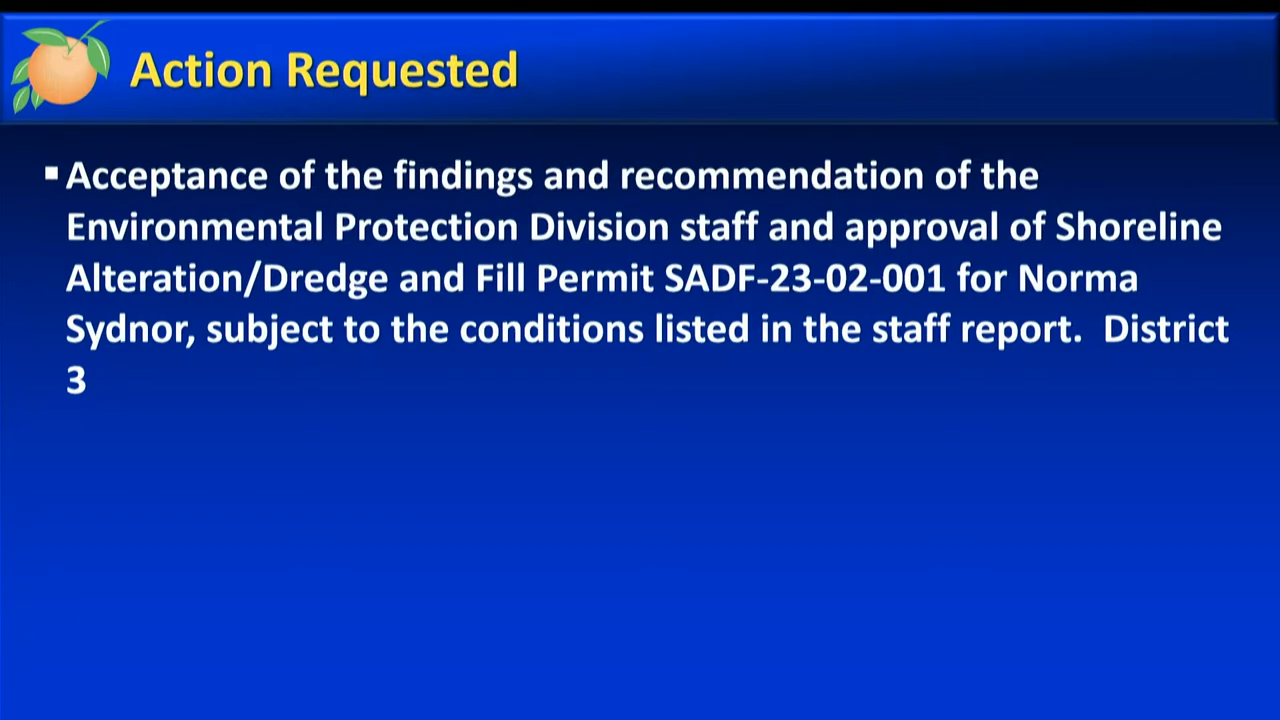 Action Requested
▪ Acceptance of the findings and recommendation of the
Environmental Protection Division staff and approval of Shoreline
Alteration/Dredge and Fill Permit SADF-23-02-001 for Norma
Sydnor, subject to the conditions listed in the staff report.  District
3